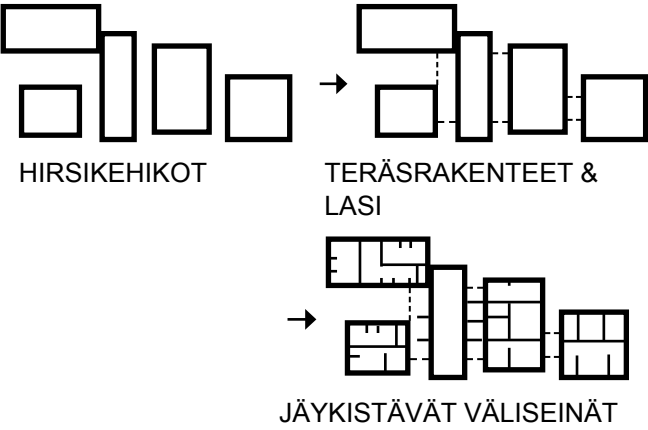 HIRSIKEHIKOT
TERÄSRAKENTEET &
LASI
JÄYKISTÄVÄT VÄLISEINÄT